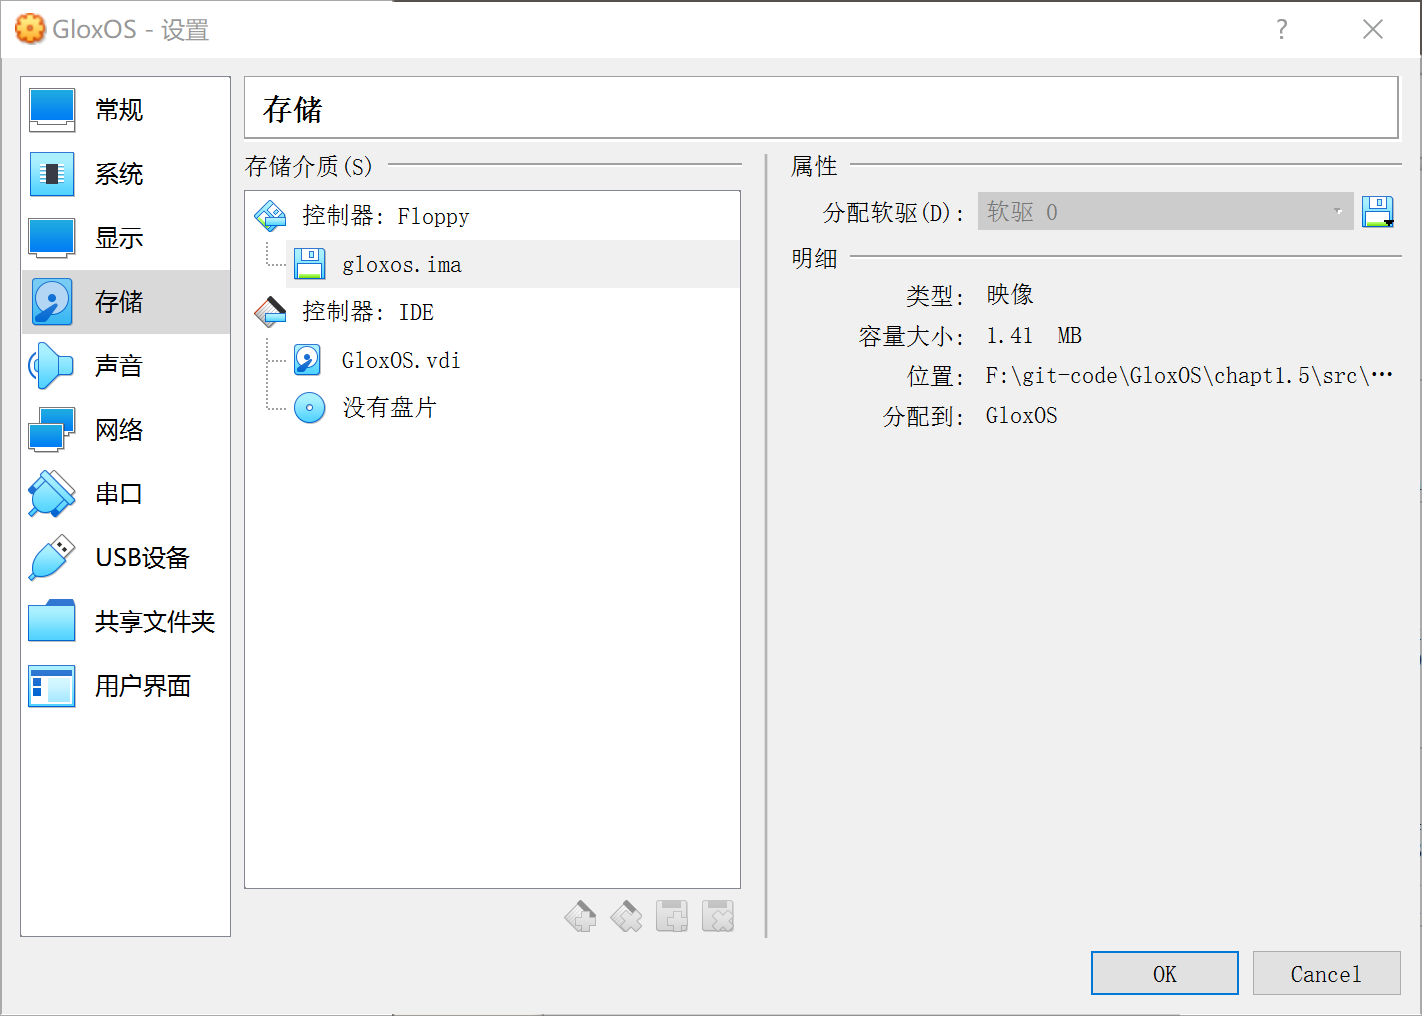 GloxOS - 设置
?
常规
系统
显示
存储
声音
网络
串口
USB设备
共享文件夹
用户界面
存储
存储介质(S)
控制器: Floppy
gloxos.ima
控制器: IDE
GloxOS.vdi
没有盘片
属性
分配软驱(D): 软驱 0
明细
类型: 映像
容量大小: 1.41 MB
位置: F:\git-code\GloxOS\chapt1.5\src\…
分配到: GloxOS
OK
Cancel